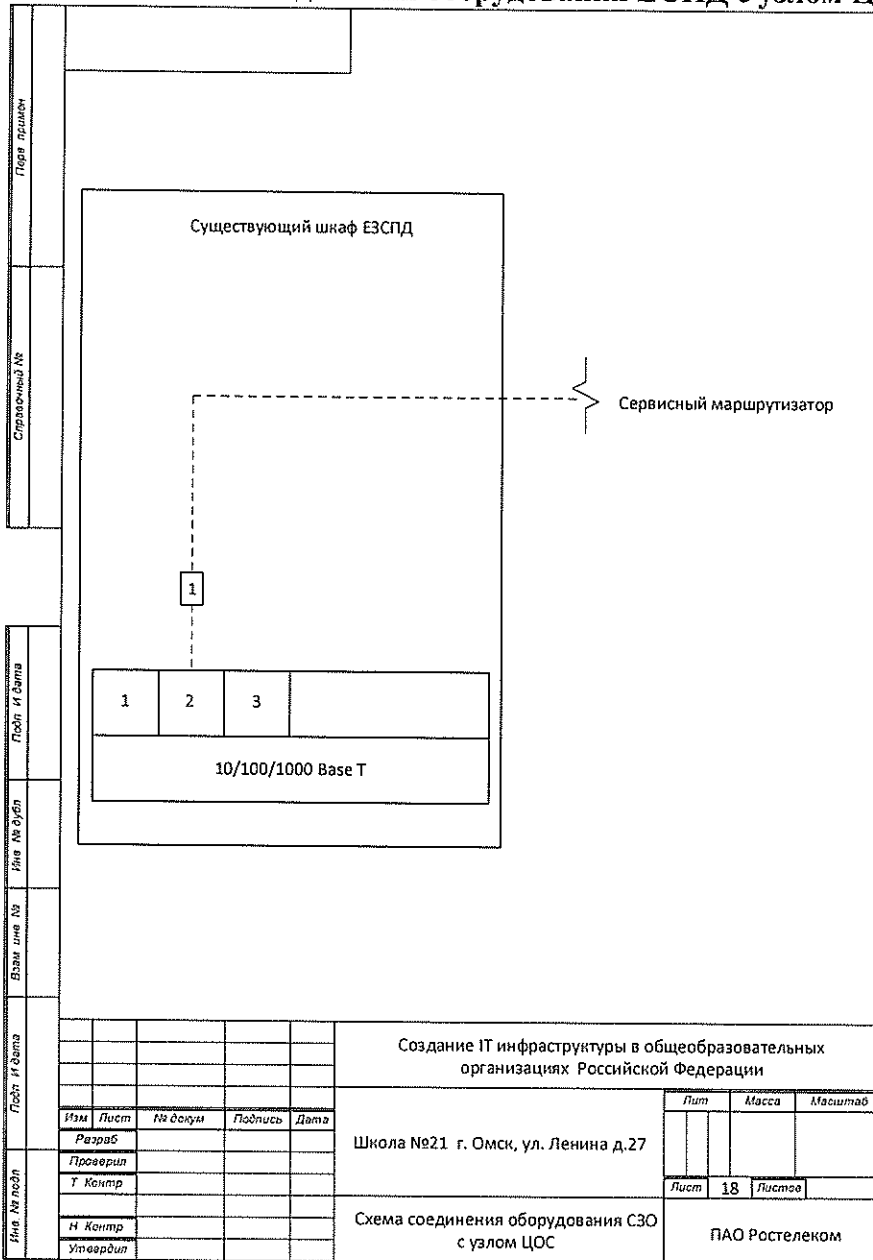 оборудования ЕЗСПД с узлом
Перв примен
Справочный №
Существующий шкаф ЕЗСПД
Сервисный маршрутизатор
1
1 2 3
10/100/1000 Base T
Подп И дата
Инв № дубл
Взам инв №
Подп И дата
Инв № подл
Создание IT инфраструктуры в общеобразовательных
организациях Российской Федерации
Изм Лист № докум Подпись Дата
Разраб
Проверил
Т Контр
Н Контр
Утвердил
Школа №21 г. Омск, ул. Ленина д.27
Лит Масса Масштаб
Лист 18 Листов
Схема соединения оборудования СЗО
с узлом ЦОС
ПАО Ростелеком